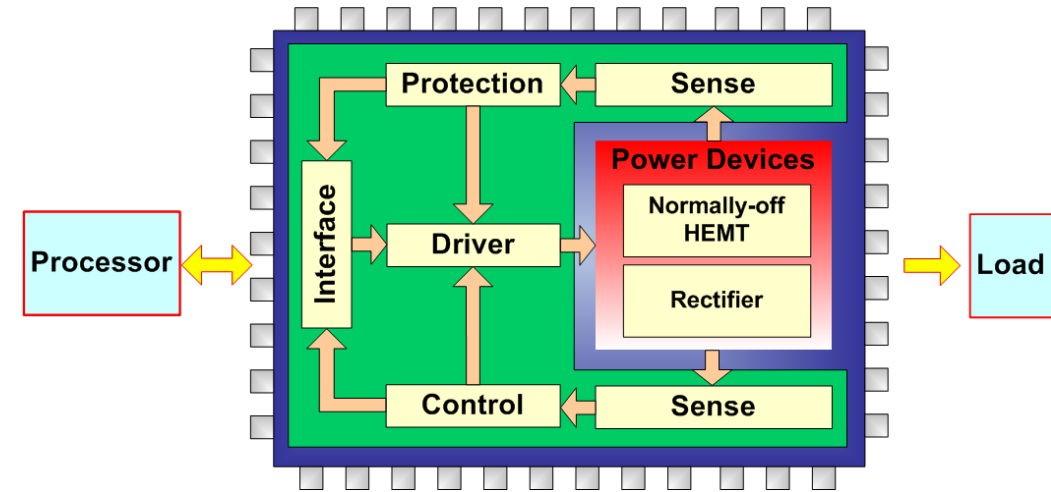 Protection
Sense
Power Devices
Normally-off
HEMT
Interface
Driver
Processor
Load
Rectifier
Control
Sense